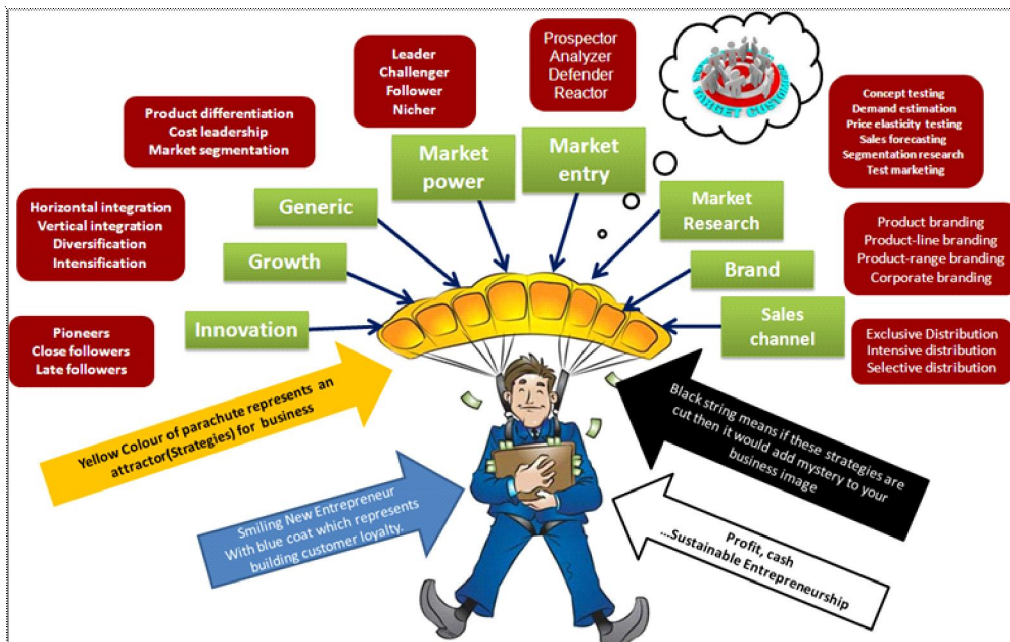 Leader
Challenger
Follower
Nicher
Prospector
Analyzer
Defender
Reactor
TARGET CUSTOMERS
Concept testing
Demand estimation
Price elasticity testing
Sales forecasting
Segmentation research
Test marketing
Product differentiation
Cost leadership
Market segmentation
Market
power
Market
entry
Market
Research
Generic
Horizontal integration
Vertical integration
Diversification
Intensification
Growth
Brand
Product branding
Product-line branding
Product-range branding
Corporate branding
Innovation
Sales
channel
Pioneers
Close followers
Late followers
Exclusive Distribution
Intensive distribution
Selective distribution
Yellow Colour of parachute represents an
attractor(Strategies) for business
Black string means if these strategies are
cut then it would add mystery to your
business image
Smiling New Entrepreneur
With blue coat which represents
building customer loyalty.
Profit, cash
...Sustainable Entrepreneurship